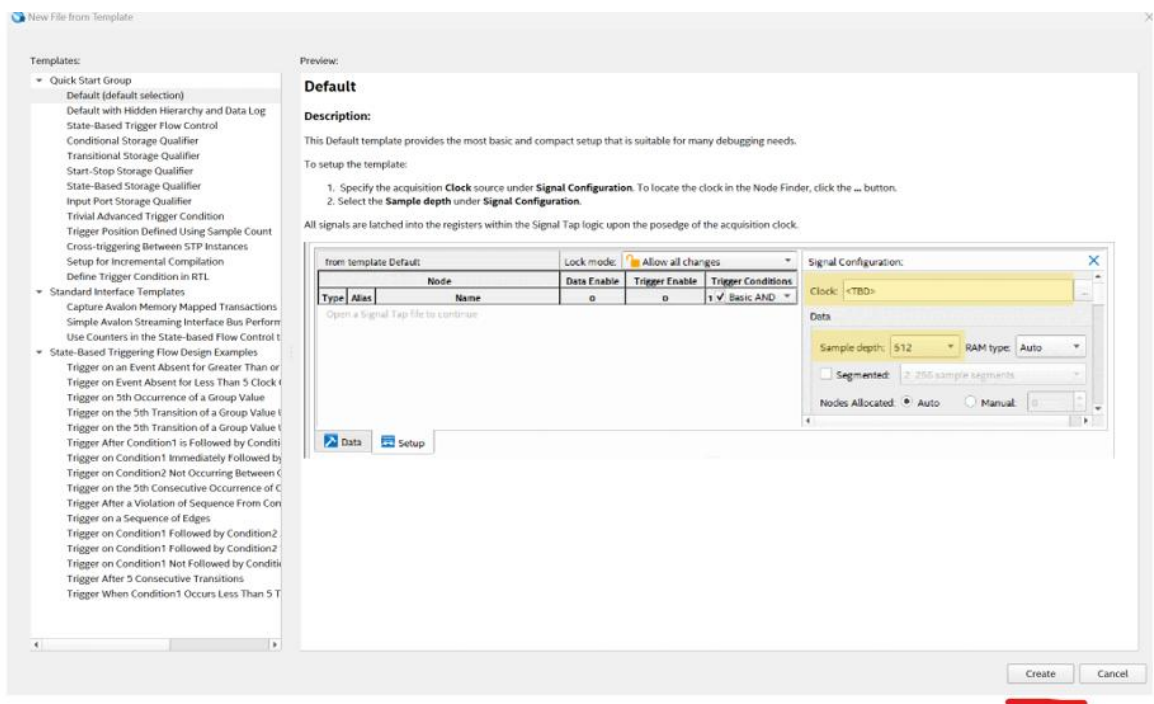 New File from Template
Templates:
Quick Start Group
Default (default selection)
Default with Hidden Hierarchy and Data Log
State-Based Trigger Flow Control
Conditional Storage Qualifier
Transitional Storage Qualifier
Start-Stop Storage Qualifier
State-Based Storage Qualifier
Input Port Storage Qualifier
Trivial Advanced Trigger Condition
Trigger Position Defined Using Sample Count
Cross-triggering Between STP Instances
Setup for Incremental Compilation
Define Trigger Condition in RTL
Standard Interface Templates
Capture Avalon Memory Mapped Transactions
Simple Avalon Streaming Interface Bus Perform
Use Counters in the State-based Flow Control t
State-Based Triggering Flow Design Examples
Trigger on an Event Absent for Greater Than or
Trigger on Event Absent for Less Than 5 Clock
Trigger on 5th Occurrence of a Group Value
Trigger on the 5th Transition of a Group Value
Trigger on the 5th Transition of a Group Value
Trigger After Condition1 is Followed by Conditi
Trigger on Condition1 Immediately Followed by
Trigger on Condition2 Not Occurring Between
Trigger on the 5th Consecutive Occurrence of C
Trigger After a Violation of Sequence From Con
Trigger on a Sequence of Edges
Trigger on Condition1 Followed by Condition2
Trigger on Condition1 Followed by Condition2
Trigger on Condition1 Not Followed by Conditi
Trigger After 5 Consecutive Transitions
Trigger When Condition1 Occurs Less Than 5 T
Preview:
Default
Description:
This Default template provides the most basic and compact setup that is suitable for many debugging needs.
To setup the template:
1. Specify the acquisition Clock source under Signal Configuration. To locate the clock in the Node Finder, click the ... button.
2. Select the Sample depth under Signal Configuration.
All signals are latched into the registers within the Signal Tap logic upon the posedge of the acquisition clock.
from template Default Lock mode: Allow all changes
Node Data Enable Trigger Enable Trigger Conditions
Type Alias Name 0 0 1 Basic AND
Open a Signal Tap file to continue
Data Setup
Signal Configuration:
Clock: <TBD> ...
Data
Sample depth: 512 RAM type: Auto
Segmented: 2 256 sample segments
Nodes Allocated: Auto Manual: 0
Create Cancel